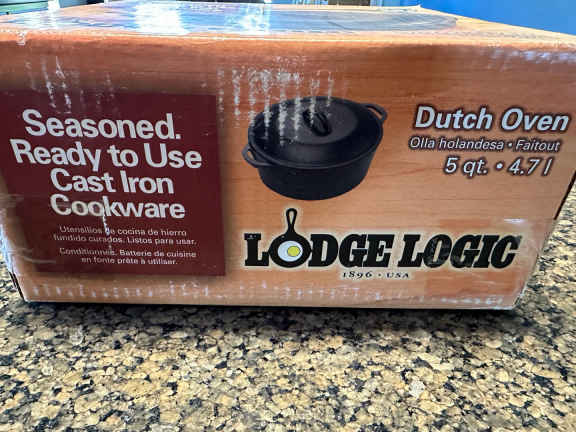 Seasoned.
Ready to Use
Cast Iron
Cookware
Utensilios de cocina de hierro
fundido curados. Listos para usar.
Conditionnés. Batterie de cuisine
en fonte prête à utiliser.
Dutch Oven
Olla holandesa • Faitout
5 qt. • 4.7 l
LODGE LOGIC
1896 • USA